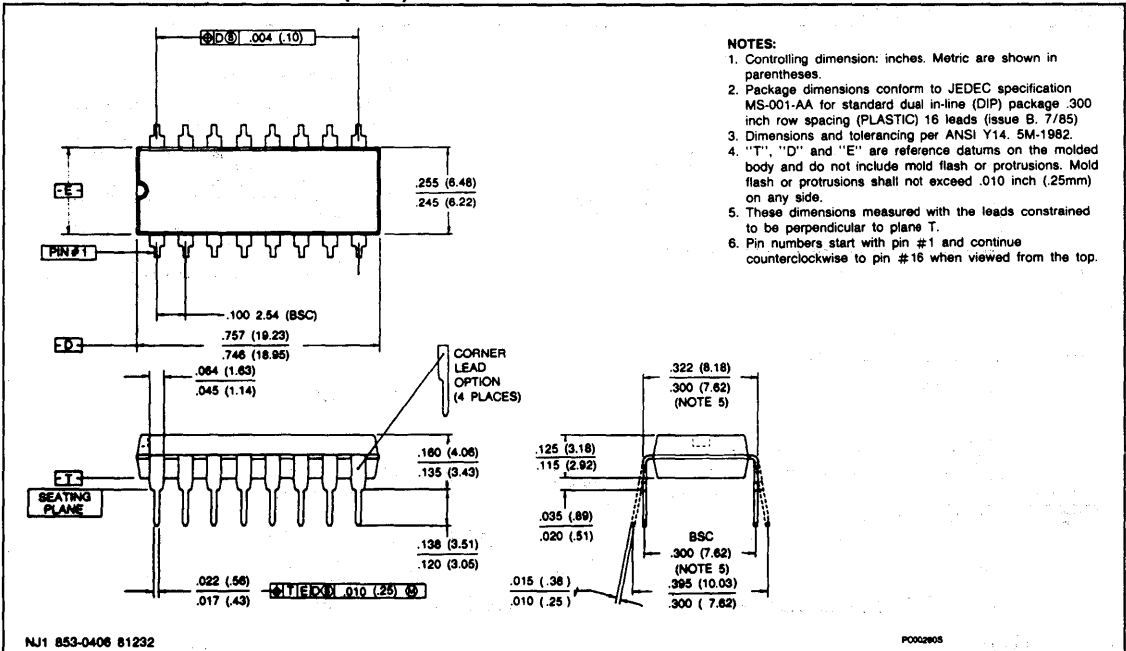 ⌖ D Ⓢ .004 (.10)
NOTES:
1. Controlling dimension: inches. Metric are shown in
parentheses.
2. Package dimensions conform to JEDEC specification
MS-001-AA for standard dual in-line (DIP) package .300
inch row spacing (PLASTIC) 16 leads (issue B. 7/85)
3. Dimensions and tolerancing per ANSI Y14. 5M-1982.
4. "T", "D" and "E" are reference datums on the molded
body and do not include mold flash or protrusions. Mold
flash or protrusions shall not exceed .010 inch (.25mm)
on any side.
5. These dimensions measured with the leads constrained
to be perpendicular to plane T.
6. Pin numbers start with pin #1 and continue
counterclockwise to pin #16 when viewed from the top.
-E-
.255 (6.48)
.245 (6.22)
PIN #1
.100 2.54 (BSC)
-D-
.757 (19.23)
.746 (18.95)
.064 (1.63)
.045 (1.14)
CORNER
LEAD
OPTION
(4 PLACES)
.322 (8.18)
.300 (7.62)
(NOTE 5)
.160 (4.06)
.135 (3.43)
.125 (3.18)
.115 (2.92)
-T-
SEATING
PLANE
.035 (.89)
.020 (.51)
.138 (3.51)
.120 (3.05)
BSC
.300 (7.62)
(NOTE 5)
.395 (10.03)
.300 ( 7.62)
.022 (.56)
.017 (.43)
⌖ T E D Ⓢ .010 (.25) Ⓜ
.015 (.38)
.010 (.25 )
NJ1 853-0406 81232
PO00280S